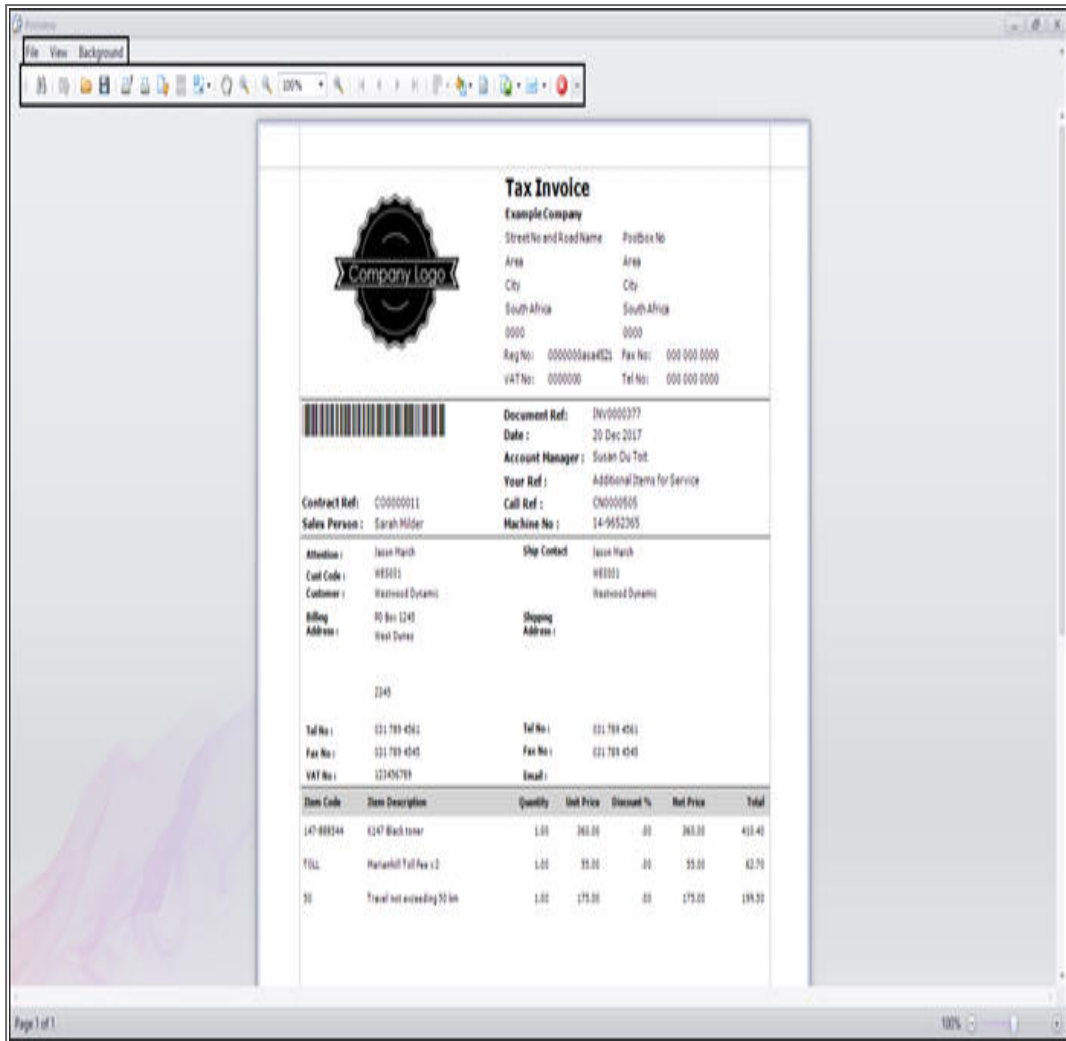 Preview
File View Background
100%
Tax Invoice
Example Company
Street No and Road Name Postbox No
Area Area
City City
South Africa South Africa
0000 0000
Reg No: 0000000asa4521 Fax No: 000 000 0000
VAT No: 0000000 Tel No: 000 000 0000
Company Logo
Document Ref: INV0000377
Date : 20 Dec 2017
Account Manager : Susan Du Toit
Your Ref : Additional Items for Service
Contract Ref: CO0000011 Call Ref : CN0000505
Sales Person : Sarah Milder Machine No : 14-9652365
Attention : Jason March Ship Contact Jason March
Cust Code : WES001 WES001
Customer : Westwood Dynamic Westwood Dynamic
Billing Address : PO Box 1245 Shipping Address :
West Dunes
2345
Tel No : 031 789 4561 Tel No : 031 789 4561
Fax No : 031 789 4545 Fax No : 031 789 4545
VAT No : 123456789 Email :
Item Code Item Description Quantity Unit Price Discount % Net Price Total
K147 Black toner 1.00 360.00 .00 360.00 410.40
TOLL Marianhill Toll Fee x 2 1.00 55.00 .00 55.00 62.70
50 Travel not exceeding 50 km 1.00 175.00 .00 175.00 199.50
Page 1 of 1 100%